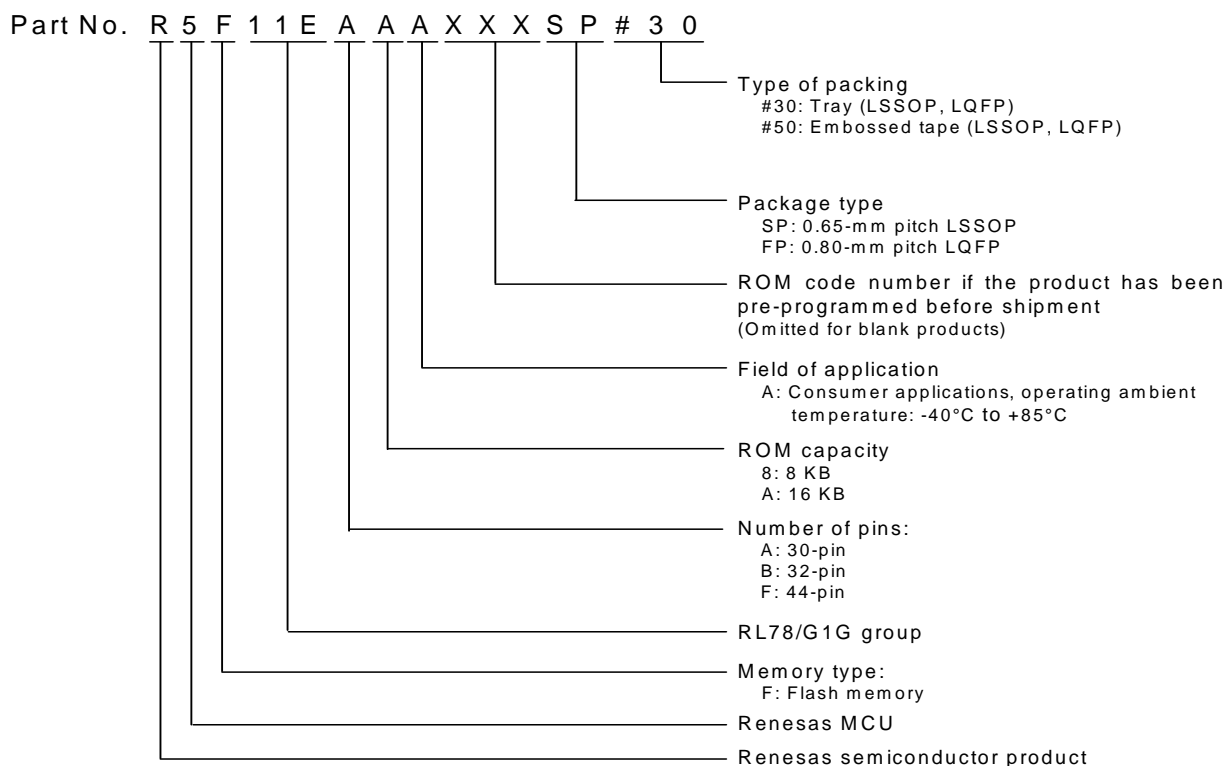 Part No. R 5 F 1 1 E A A A X X X S P # 3 0
Type of packing
#30: Tray (LSSOP, LQFP)
#50: Embossed tape (LSSOP, LQFP)
Package type
SP: 0.65-mm pitch LSSOP
FP: 0.80-mm pitch LQFP
ROM code number if the product has been
pre-programmed before shipment
(Omitted for blank products)
Field of application
A: Consumer applications, operating ambient
temperature: -40°C to +85°C
ROM capacity
8: 8 KB
A: 16 KB
Number of pins:
A: 30-pin
B: 32-pin
F: 44-pin
RL78/G1G group
Memory type:
F: Flash memory
Renesas MCU
Renesas semiconductor product